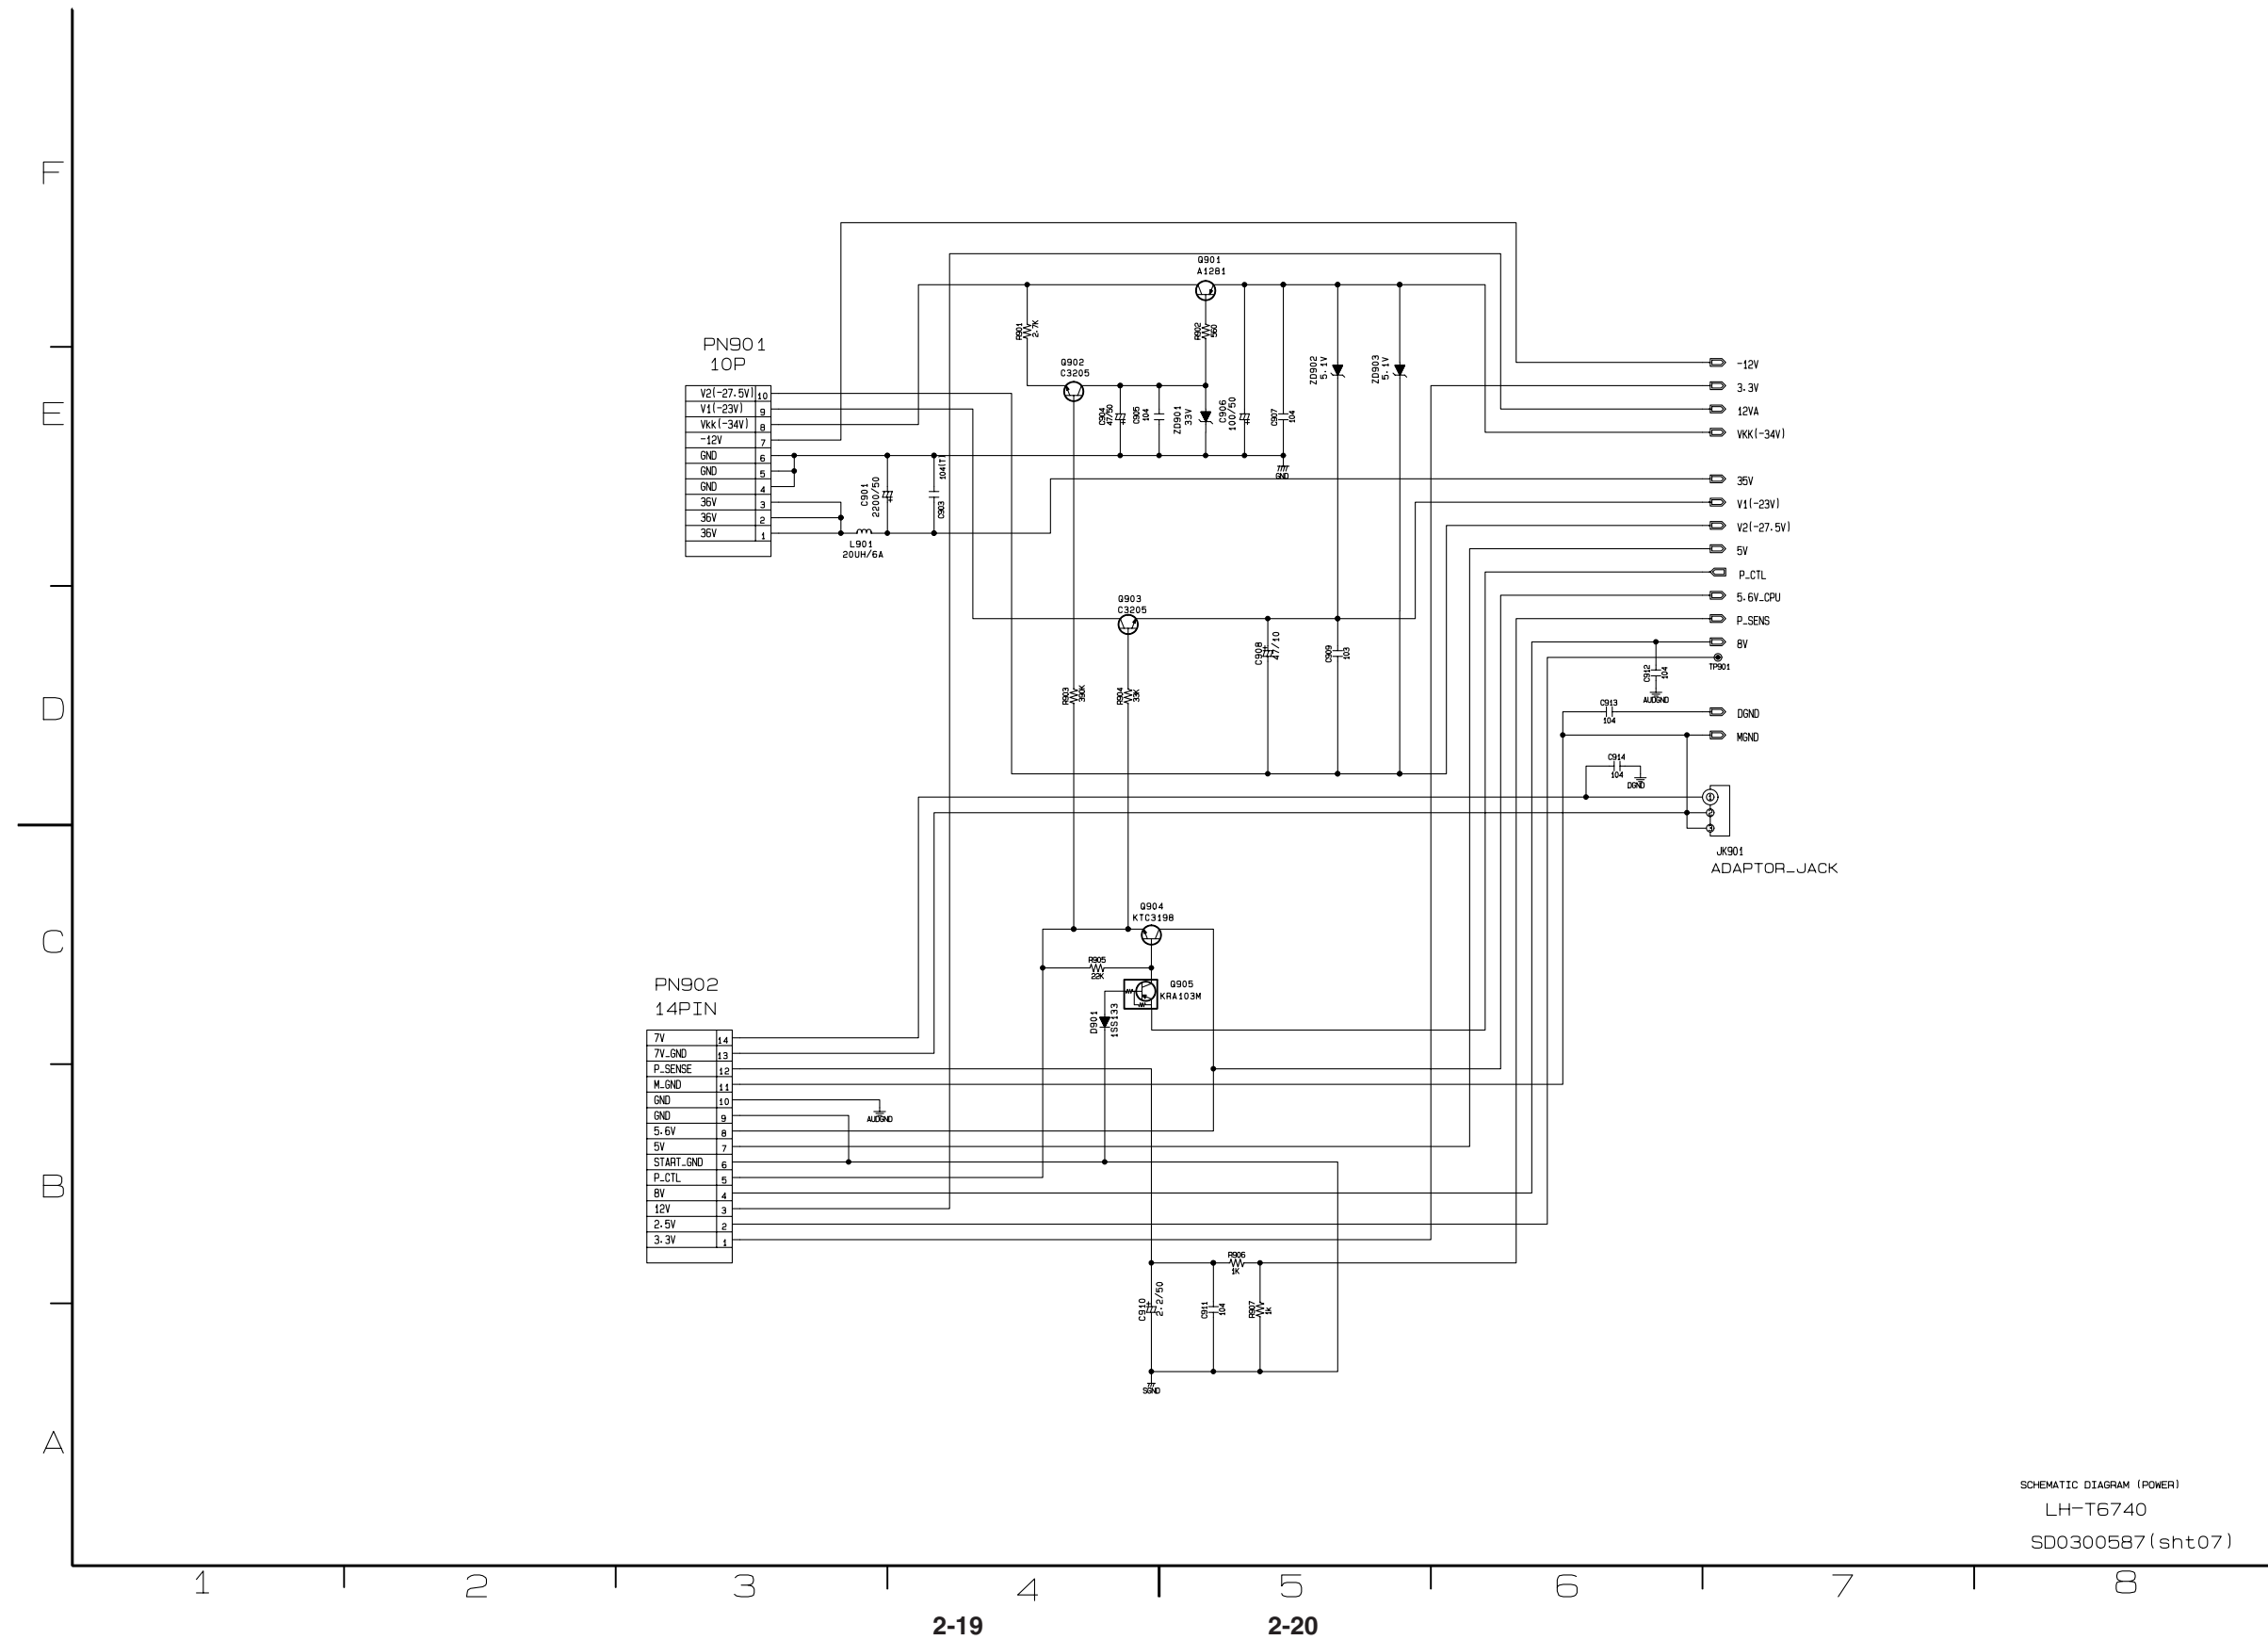 F
E
D
C
B
A
PN901
10P
V2(-27.5V) 10
V1(-23V) 9
Vkk(-34V) 8
-12V 7
GND 6
GND 5
GND 4
36V 3
36V 2
36V 1
L901
20UH/6A
C901
2200/50
104(T)
C903
Q901
A1281
R901
2.7K
R902
560
Q902
C3205
C904
47/50
C905
104
ZD901
33V
C906
100/50
C907
104
GND
ZD902
5.1V
ZD903
5.1V
-12V
3.3V
12VA
VKK(-34V)
35V
V1(-23V)
V2(-27.5V)
5V
P_CTL
5.6V_CPU
P_SENS
8V
TP901
DGND
MGND
Q903
C3205
C908
47/10
C909
103
R903
390K
R904
33K
C912
104
AUDGND
C913
104
C914
104
DGND
1
2
3
JK901
ADAPTOR_JACK
Q904
KTC3198
R905
22K
Q905
KRA103M
D901
1SS133
PN902
14PIN
7V 14
7V_GND 13
P_SENSE 12
M_GND 11
GND 10
GND 9
5.6V 8
5V 7
START_GND 6
P_CTL 5
8V 4
12V 3
2.5V 2
3.3V 1
AUDGND
R906
1K
C910
2.2/50
C911
104
R907
1k
SGND
SCHEMATIC DIAGRAM (POWER)
LH-T6740
SD0300587(sht07)
1 2 3 4 5 6 7 8
2-19 2-20